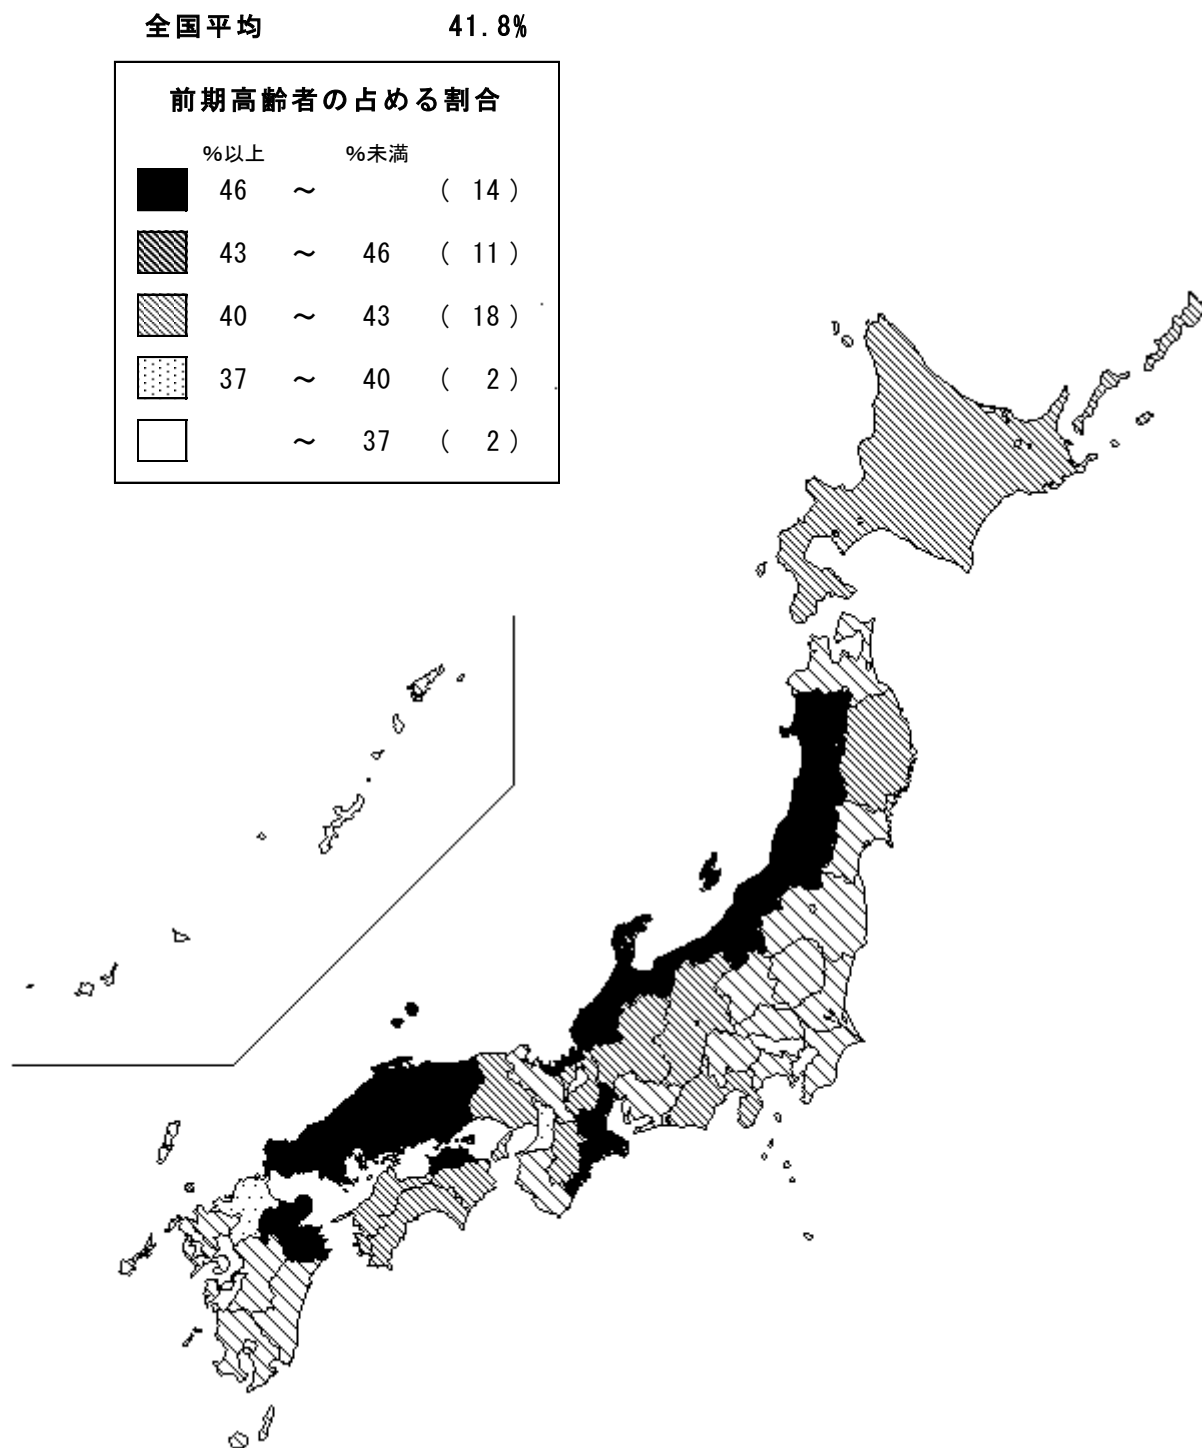 全国平均 41.8%
前期高齢者の占める割合
%以上 %未満
46 ～ ( 14 )
43 ～ 46 ( 11 )
40 ～ 43 ( 18 )
37 ～ 40 ( 2 )
～ 37 ( 2 )